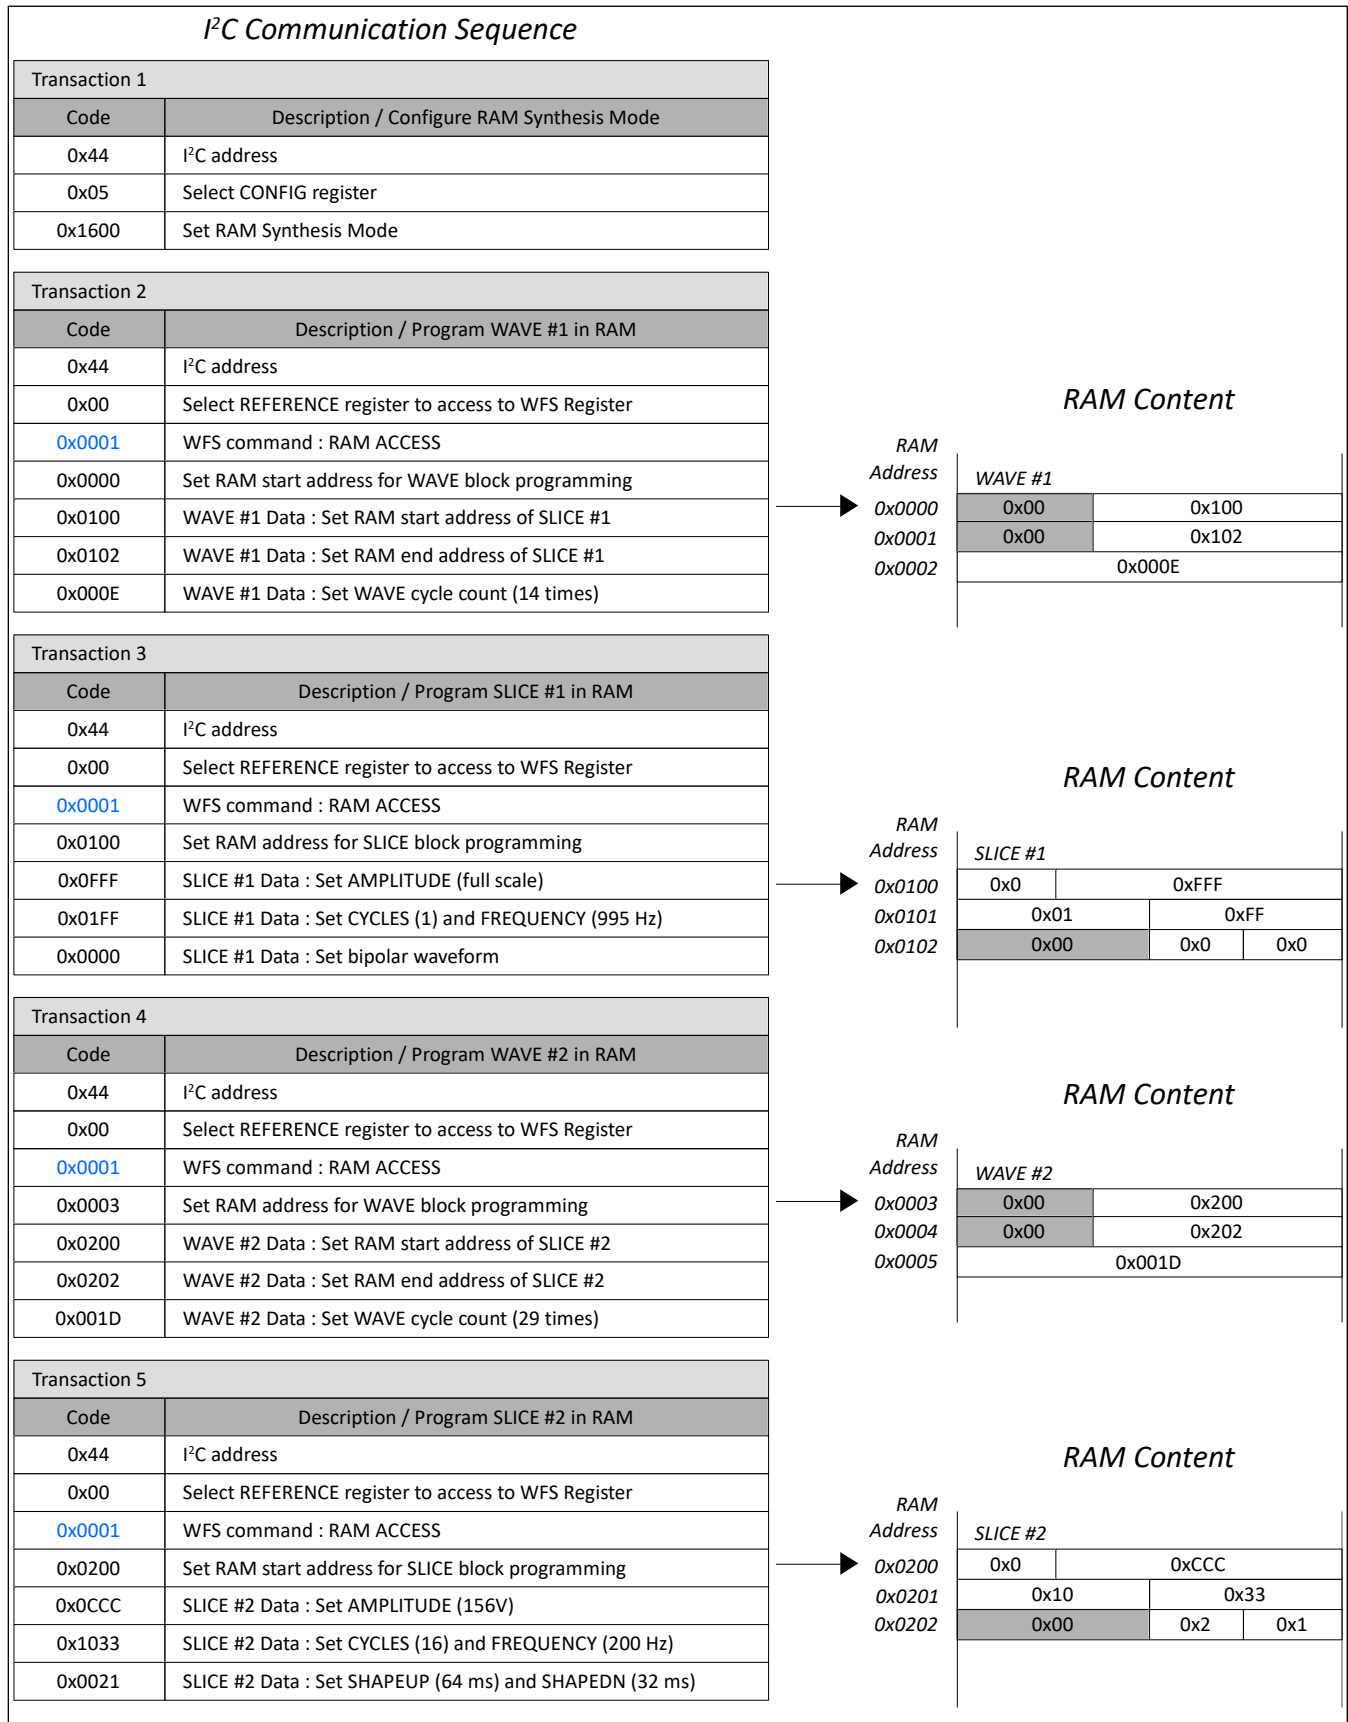 I²C Communication Sequence
Transaction 1
Code Description / Configure RAM Synthesis Mode
0x44 I²C address
0x05 Select CONFIG register
0x1600 Set RAM Synthesis Mode
Transaction 2
Code Description / Program WAVE #1 in RAM
0x44 I²C address
0x00 Select REFERENCE register to access to WFS Register
0x0001 WFS command : RAM ACCESS
0x0000 Set RAM start address for WAVE block programming
0x0100 WAVE #1 Data : Set RAM start address of SLICE #1
0x0102 WAVE #1 Data : Set RAM end address of SLICE #1
0x000E WAVE #1 Data : Set WAVE cycle count (14 times)
RAM Content
RAM
Address WAVE #1
0x0000 0x00 0x100
0x0001 0x00 0x102
0x0002 0x000E
Transaction 3
Code Description / Program SLICE #1 in RAM
0x44 I²C address
0x00 Select REFERENCE register to access to WFS Register
0x0001 WFS command : RAM ACCESS
0x0100 Set RAM address for SLICE block programming
0x0FFF SLICE #1 Data : Set AMPLITUDE (full scale)
0x01FF SLICE #1 Data : Set CYCLES (1) and FREQUENCY (995 Hz)
0x0000 SLICE #1 Data : Set bipolar waveform
RAM Content
RAM
Address SLICE #1
0x0100 0x0 0xFFF
0x0101 0x01 0xFF
0x0102 0x00 0x0 0x0
Transaction 4
Code Description / Program WAVE #2 in RAM
0x44 I²C address
0x00 Select REFERENCE register to access to WFS Register
0x0001 WFS command : RAM ACCESS
0x0003 Set RAM address for WAVE block programming
0x0200 WAVE #2 Data : Set RAM start address of SLICE #2
0x0202 WAVE #2 Data : Set RAM end address of SLICE #2
0x001D WAVE #2 Data : Set WAVE cycle count (29 times)
RAM Content
RAM
Address WAVE #2
0x0003 0x00 0x200
0x0004 0x00 0x202
0x0005 0x001D
Transaction 5
Code Description / Program SLICE #2 in RAM
0x44 I²C address
0x00 Select REFERENCE register to access to WFS Register
0x0001 WFS command : RAM ACCESS
0x0200 Set RAM start address for SLICE block programming
0x0CCC SLICE #2 Data : Set AMPLITUDE (156V)
0x1033 SLICE #2 Data : Set CYCLES (16) and FREQUENCY (200 Hz)
0x0021 SLICE #2 Data : Set SHAPEUP (64 ms) and SHAPEDN (32 ms)
RAM Content
RAM
Address SLICE #2
0x0200 0x0 0xCCC
0x0201 0x10 0x33
0x0202 0x00 0x2 0x1